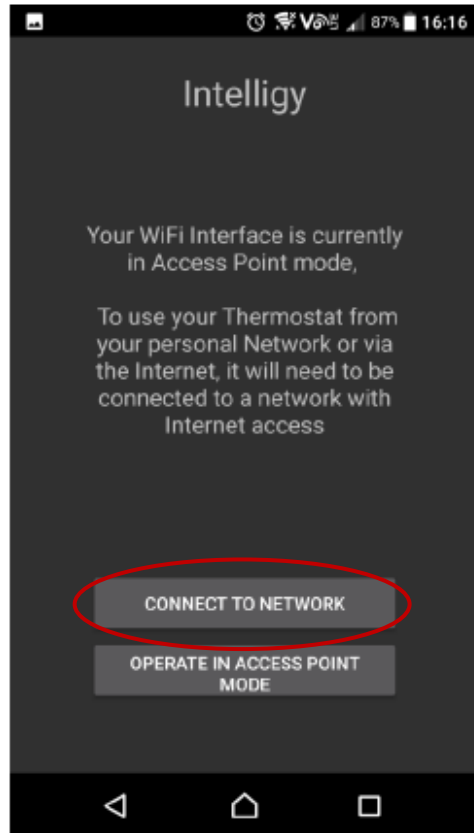 87% 16:16
Intelligy
Your WiFi Interface is currently
in Access Point mode,
To use your Thermostat from
your personal Network or via
the Internet, it will need to be
connected to a network with
Internet access
CONNECT TO NETWORK
OPERATE IN ACCESS POINT
MODE